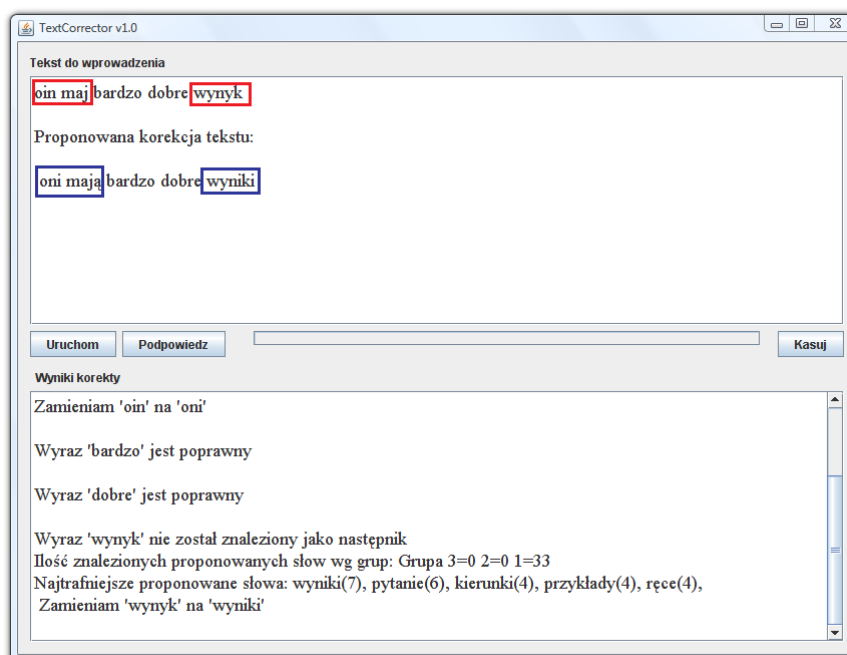 TextCorrector v1.0
Tekst do wprowadzenia
oin maj bardzo dobre wynyk
Proponowana korekcja tekstu:
oni mają bardzo dobre wyniki
Uruchom Podpowiedz Kasuj
Wyniki korekty
Zamieniam 'oin' na 'oni'
Wyraz 'bardzo' jest poprawny
Wyraz 'dobre' jest poprawny
Wyraz 'wynyk' nie został znaleziony jako następnik
Ilość znalezionych proponowanych słow wg grup: Grupa 3=0 2=0 1=33
Najtrafniejsze proponowane słowa: wyniki(7), pytanie(6), kierunki(4), przykłady(4), ręce(4),
Zamieniam 'wynyk' na 'wyniki'